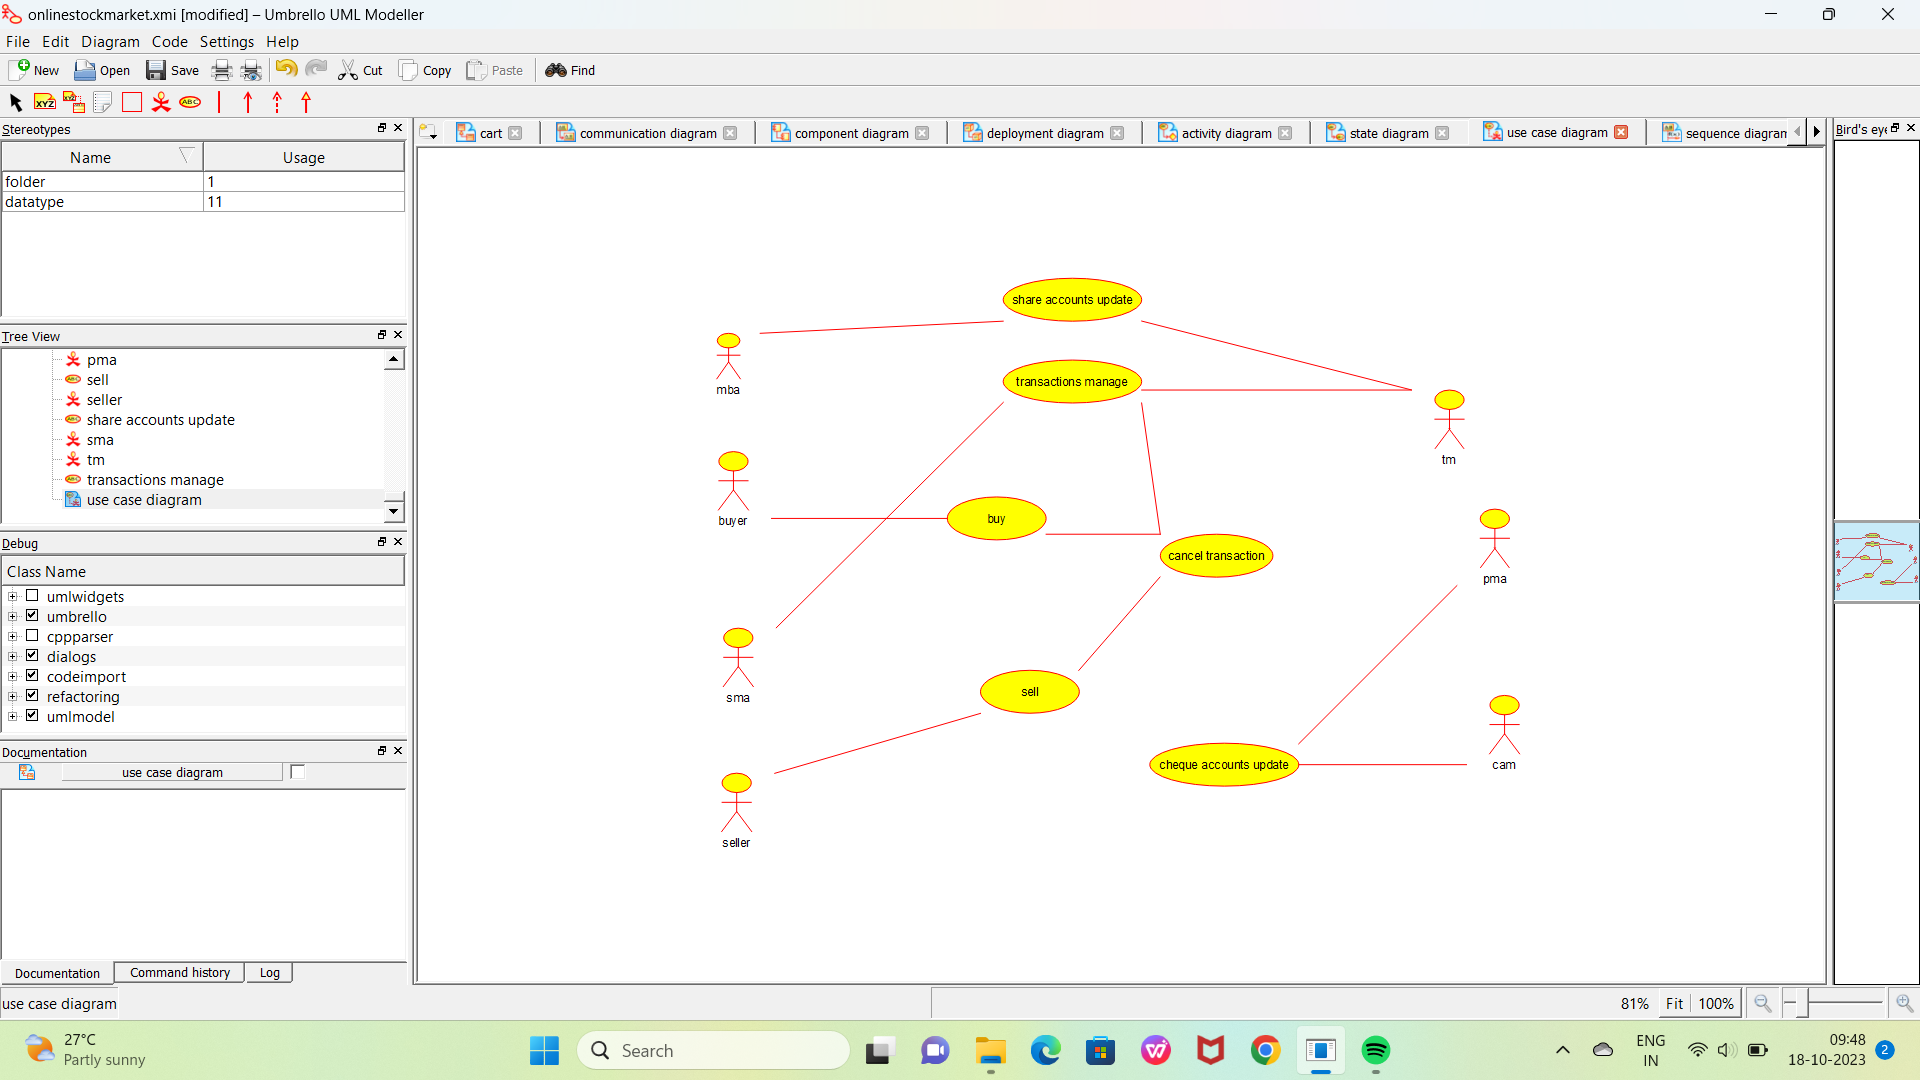 onlinestockmarket.xmi [modified] – Umbrello UML Modeller
File Edit Diagram Code Settings Help
New Open Save Cut Copy Paste Find
XYZ XYZ ABC
Stereotypes
Name Usage
folder 1
datatype 11
Tree View
pma
sell
seller
share accounts update
sma
tm
transactions manage
use case diagram
Debug
Class Name
umlwidgets
umbrello
cppparser
dialogs
codeimport
refactoring
umlmodel
Documentation
use case diagram
Documentation Command history Log
cart communication diagram component diagram deployment diagram activity diagram state diagram use case diagram sequence diagran
Bird's eye
share accounts update
mba
transactions manage
tm
buyer
buy
cancel transaction
pma
sma
sell
cheque accounts update
cam
seller
use case diagram
81% Fit 100%
27°C
Partly sunny
Search
ENG
IN
09:48
18-10-2023
2